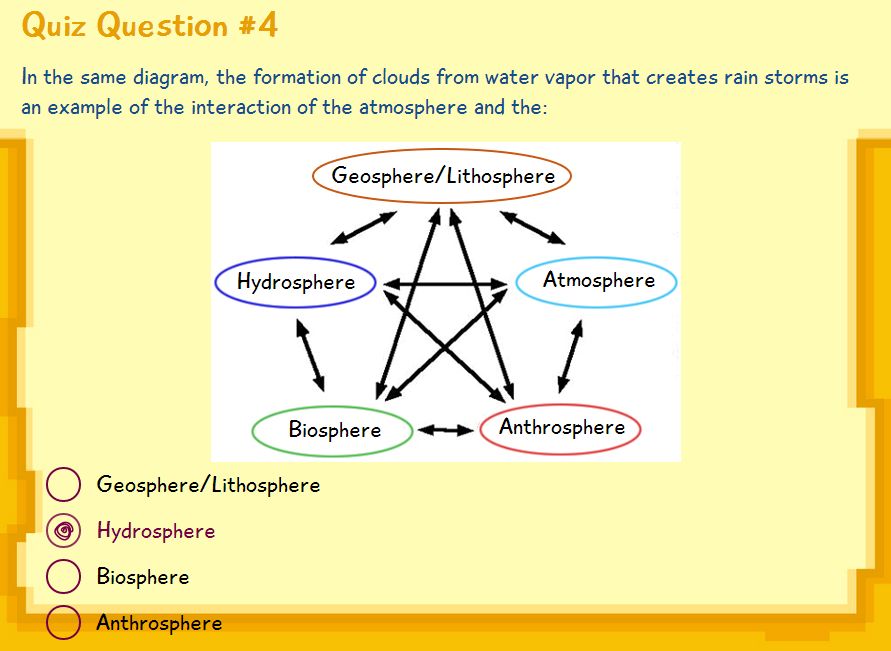 Quiz Question #4
In the same diagram, the formation of clouds from water vapor that creates rain storms is
an example of the interaction of the atmosphere and the:
Geosphere/Lithosphere
Hydrosphere
Atmosphere
Biosphere
Anthrosphere
Geosphere/Lithosphere
Hydrosphere
Biosphere
Anthrosphere